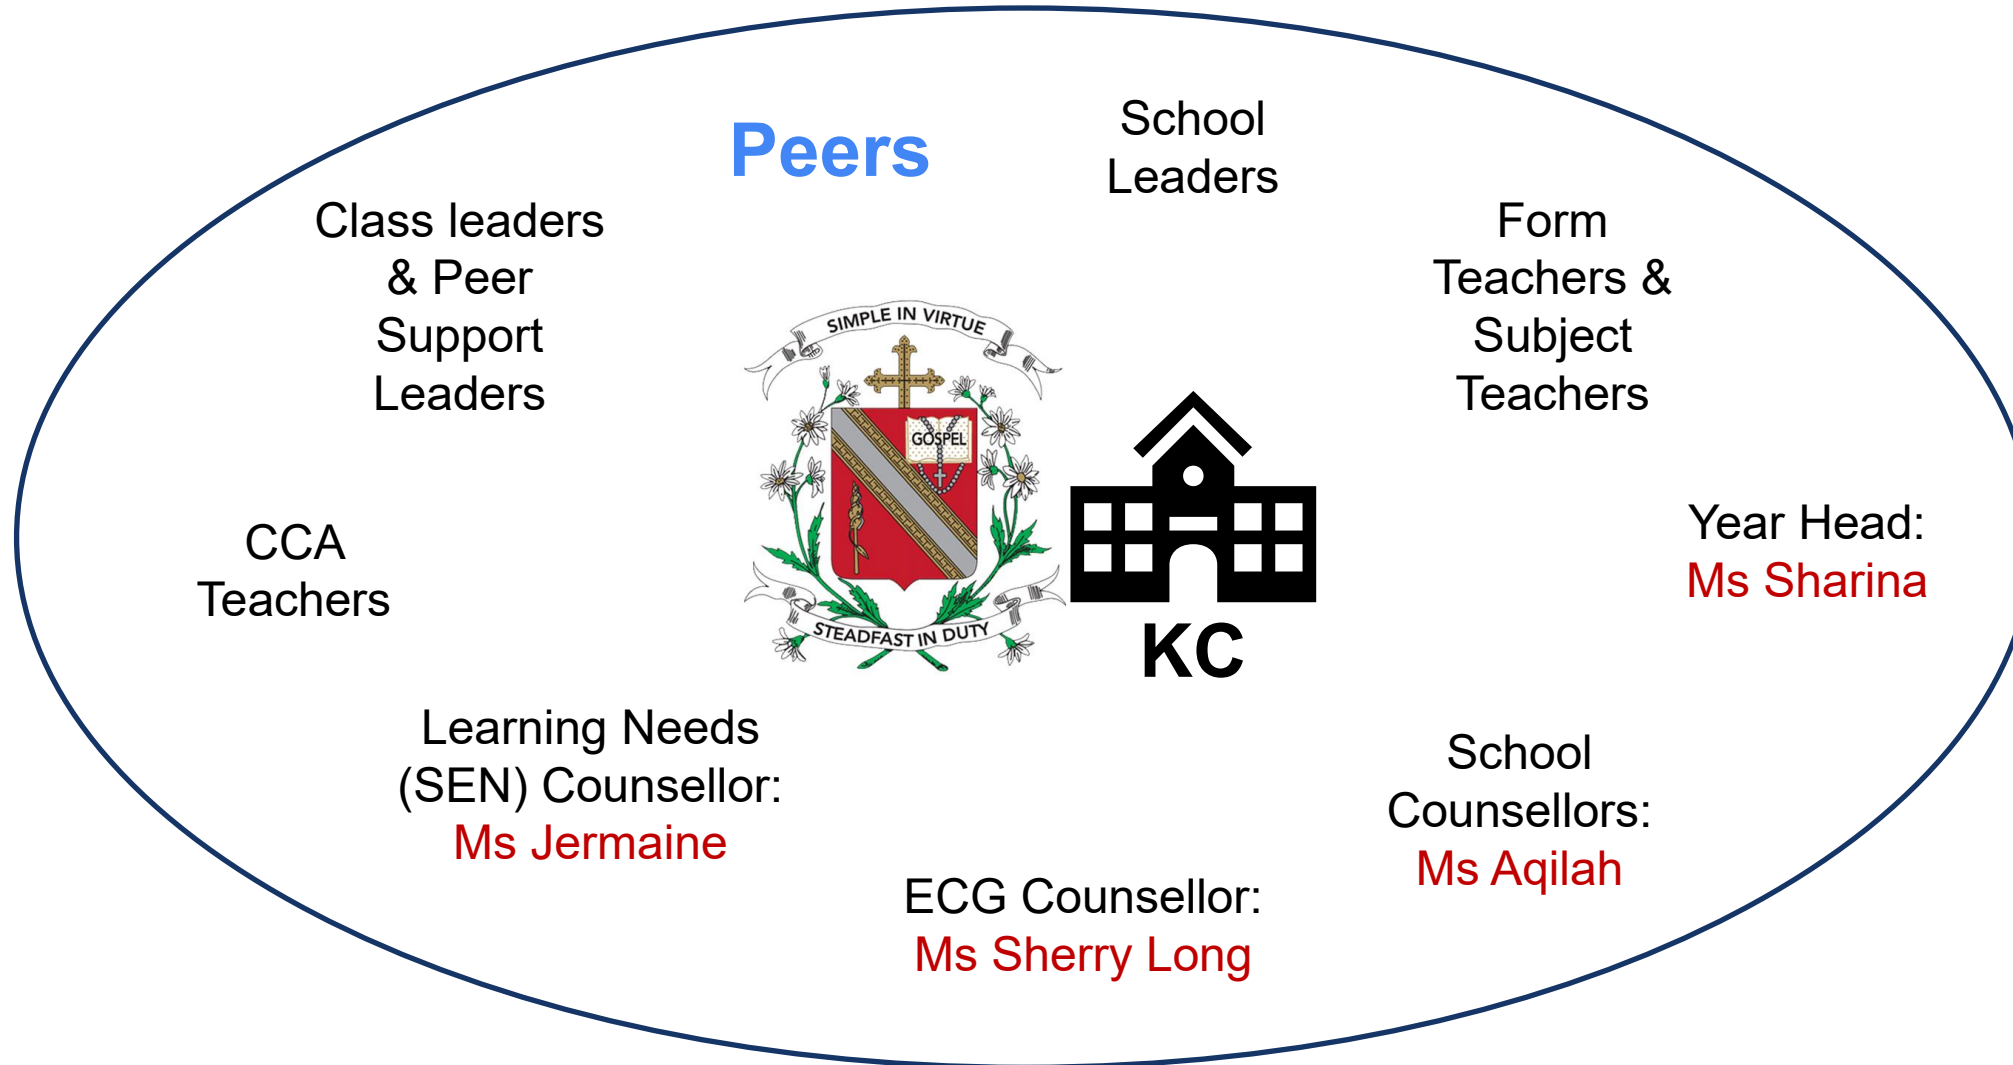 Peers
School
Leaders
Class leaders
& Peer
Support
Leaders
Form
Teachers &
Subject
Teachers
SIMPLE IN VIRTUE
GOSPEL
STEADFAST IN DUTY
KC
CCA
Teachers
Year Head:
Ms Sharina
Learning Needs
(SEN) Counsellor:
Ms Jermaine
School
Counsellors:
Ms Aqilah
ECG Counsellor:
Ms Sherry Long